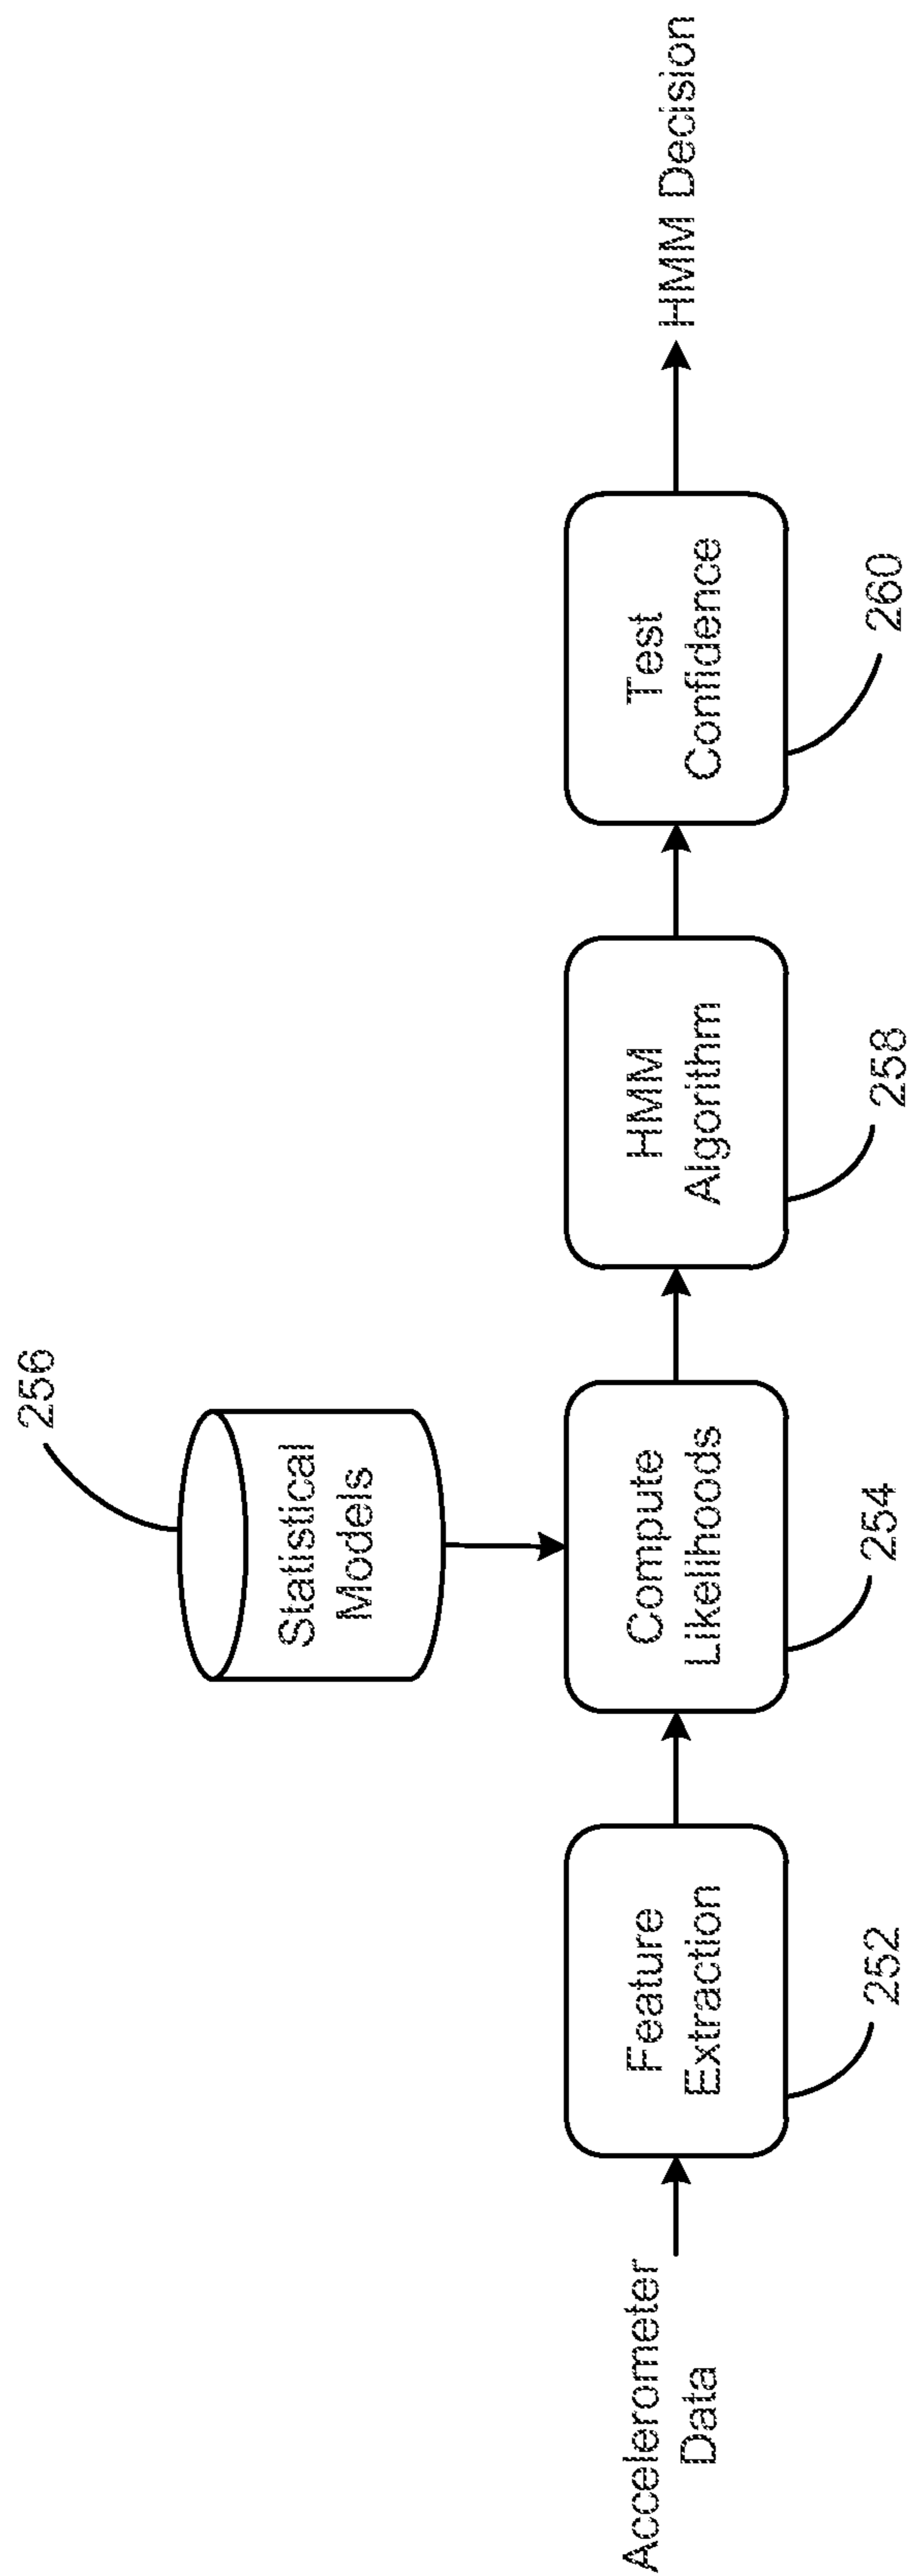 256
Statistical
Models
Accelerometer
Data
Feature
Extraction
Compute
Likelihoods
HMM
Algorithm
Test
Confidence
HMM Decision
252
254
258
260